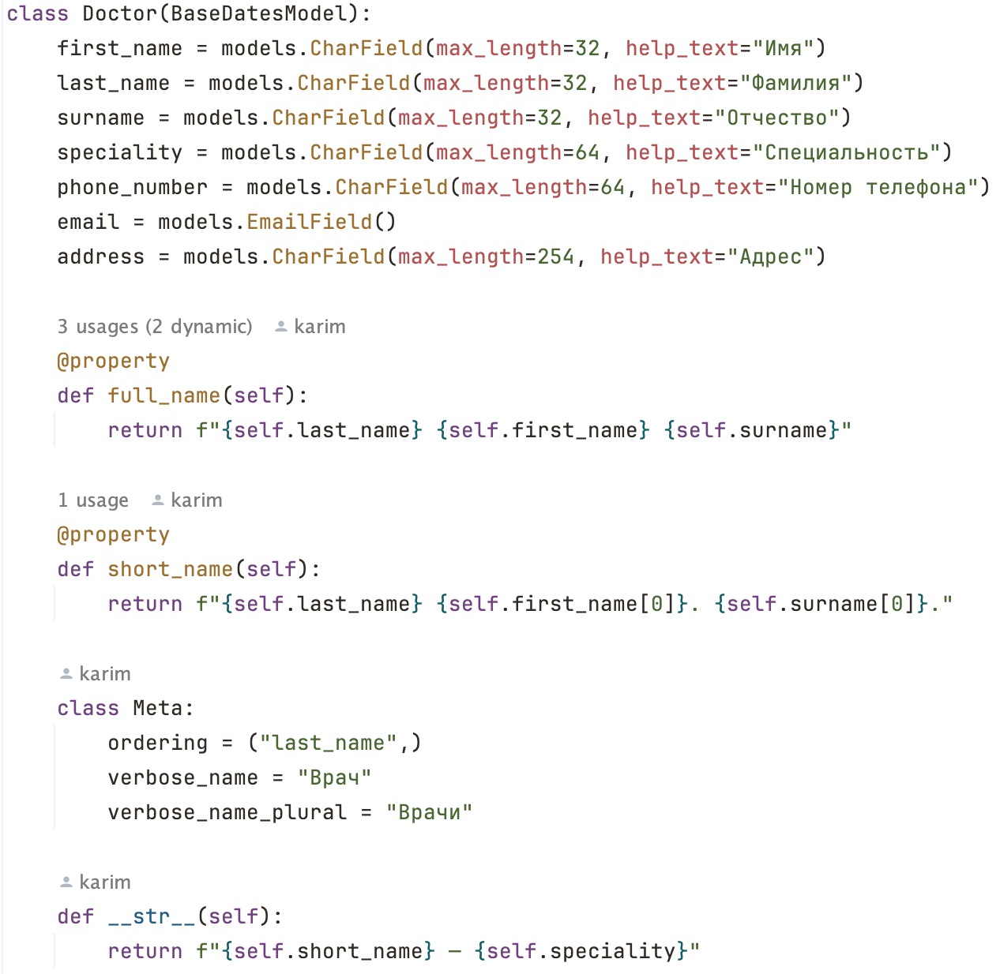 class Doctor(BaseDatesModel):
    first_name = models.CharField(max_length=32, help_text="Имя")
    last_name = models.CharField(max_length=32, help_text="Фамилия")
    surname = models.CharField(max_length=32, help_text="Отчество")
    speciality = models.CharField(max_length=64, help_text="Специальность")
    phone_number = models.CharField(max_length=64, help_text="Номер телефона")
    email = models.EmailField()
    address = models.CharField(max_length=254, help_text="Адрес")
    3 usages (2 dynamic) karim
    @property
    def full_name(self):
        return f"{self.last_name} {self.first_name} {self.surname}"
    1 usage karim
    @property
    def short_name(self):
        return f"{self.last_name} {self.first_name[0]}. {self.surname[0]}."
    karim
    class Meta:
        ordering = ("last_name",)
        verbose_name = "Врач"
        verbose_name_plural = "Врачи"
    karim
    def __str__(self):
        return f"{self.short_name} — {self.speciality}"